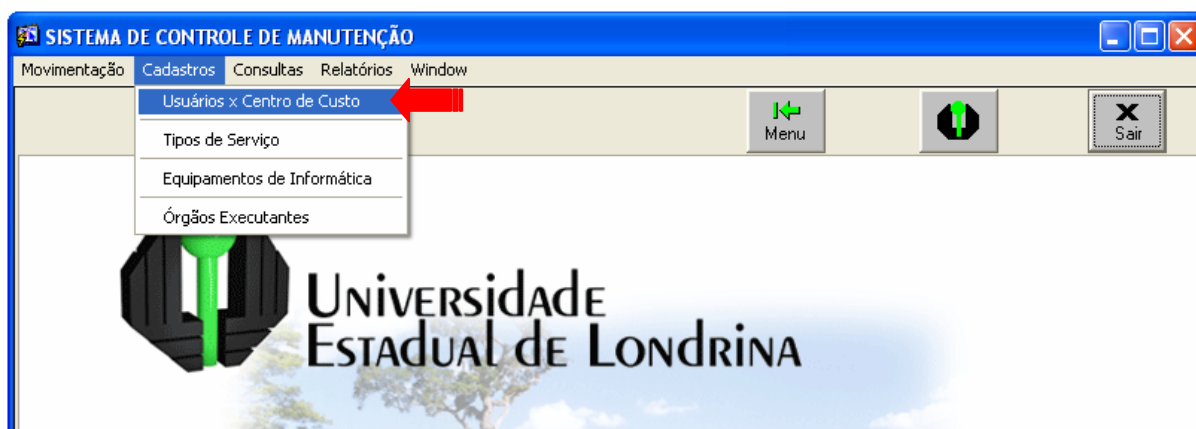 SISTEMA DE CONTROLE DE MANUTENÇÃO
Movimentação Cadastros Consultas Relatórios Window
Usuários x Centro de Custo
Tipos de Serviço
Equipamentos de Informática
Órgãos Executantes
Menu
Sair
Universidade
Estadual de Londrina